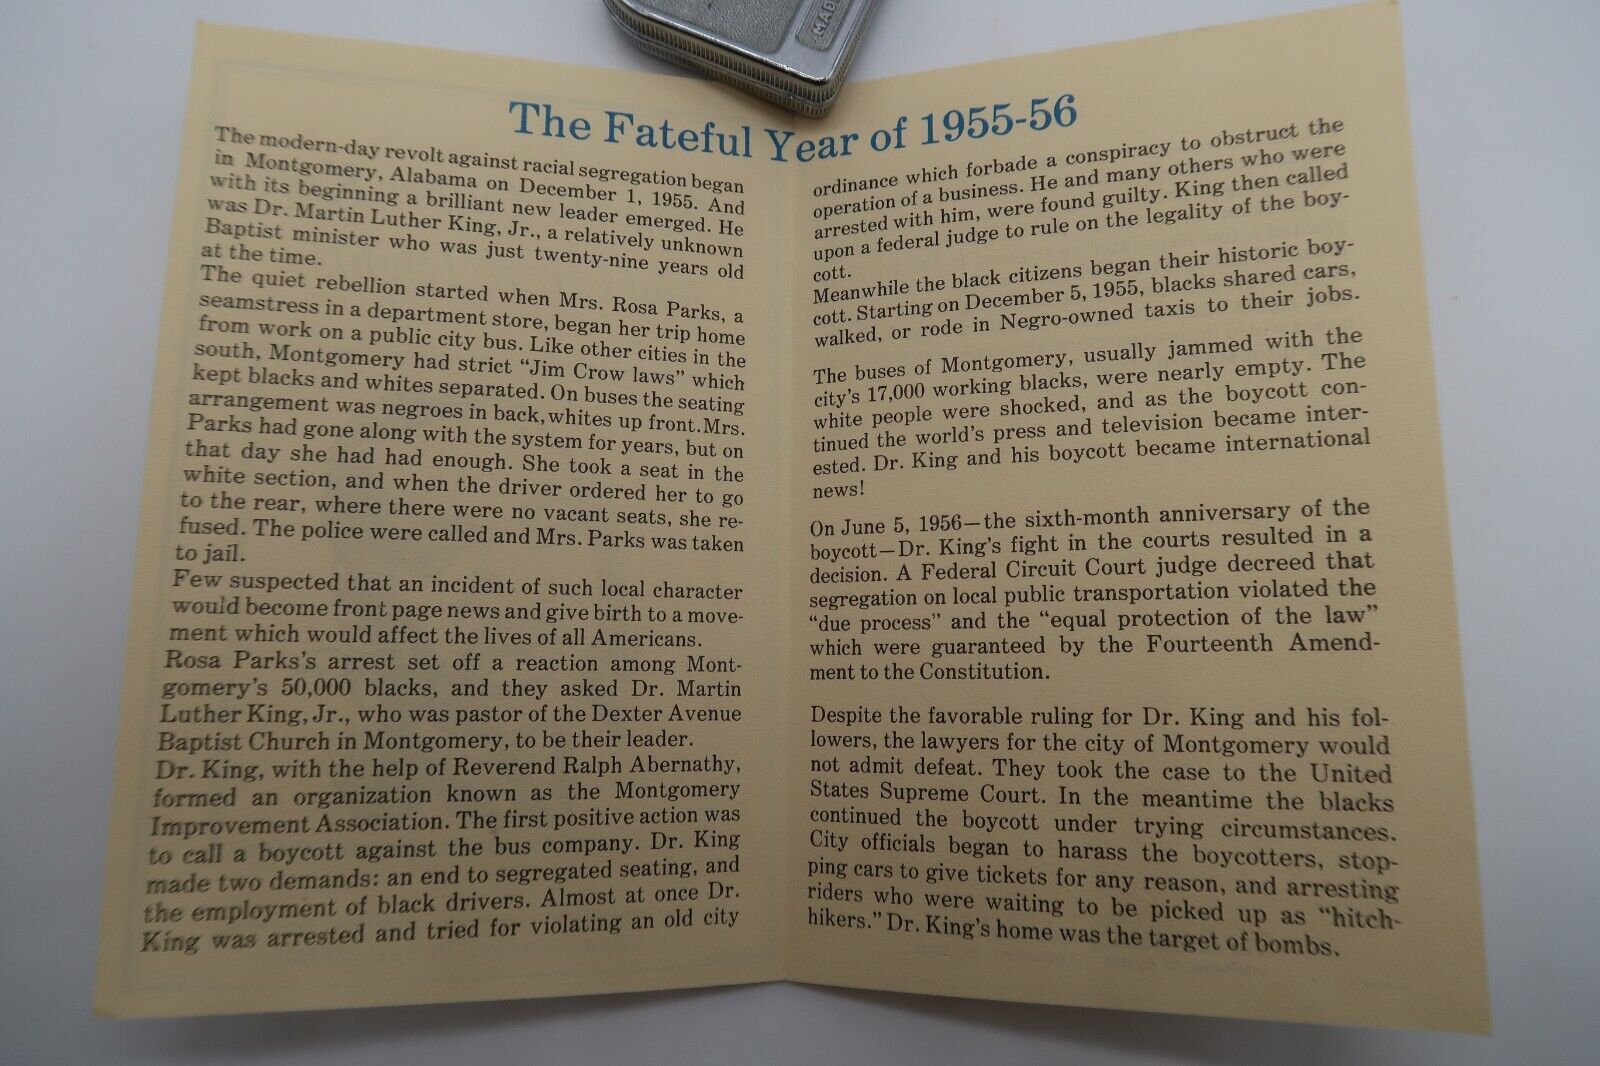 MAD
The Fateful Year of 1955-56
The modern-day revolt against racial segregation began
in Montgomery, Alabama on December 1, 1955. And
with its beginning a brilliant new leader emerged. He
was Dr. Martin Luther King, Jr., a relatively unknown
Baptist minister who was just twenty-nine years old
at the time.
The quiet rebellion started when Mrs. Rosa Parks, a
seamstress in a department store, began her trip home
from work on a public city bus. Like other cities in the
south, Montgomery had strict "Jim Crow laws" which
kept blacks and whites separated. On buses the seating
arrangement was negroes in back, whites up front.Mrs.
Parks had gone along with the system for years, but on
that day she had had enough. She took a seat in the
white section, and when the driver ordered her to go
to the rear, where there were no vacant seats, she re-
fused. The police were called and Mrs. Parks was taken
to jail.
Few suspected that an incident of such local character
would become front page news and give birth to a move-
ment which would affect the lives of all Americans.
Rosa Parks's arrest set off a reaction among Mont-
gomery's 50,000 blacks, and they asked Dr. Martin
Luther King, Jr., who was pastor of the Dexter Avenue
Baptist Church in Montgomery, to be their leader.
Dr. King, with the help of Reverend Ralph Abernathy,
formed an organization known as the Montgomery
Improvement Association. The first positive action was
to call a boycott against the bus company. Dr. King
made two demands: an end to segregated seating, and
the employment of black drivers. Almost at once Dr.
King was arrested and tried for violating an old city
ordinance which forbade a conspiracy to obstruct the
operation of a business. He and many others who were
arrested with him, were found guilty. King then called
upon a federal judge to rule on the legality of the boy-
cott.
Meanwhile the black citizens began their historic boy-
cott. Starting on December 5, 1955, blacks shared cars,
walked, or rode in Negro-owned taxis to their jobs.
The buses of Montgomery, usually jammed with the
city's 17,000 working blacks, were nearly empty. The
white people were shocked, and as the boycott con-
tinued the world's press and television became inter-
ested. Dr. King and his boycott became international
news!
On June 5, 1956—the sixth-month anniversary of the
boycott—Dr. King's fight in the courts resulted in a
decision. A Federal Circuit Court judge decreed that
segregation on local public transportation violated the
"due process" and the "equal protection of the law"
which were guaranteed by the Fourteenth Amend-
ment to the Constitution.
Despite the favorable ruling for Dr. King and his fol-
lowers, the lawyers for the city of Montgomery would
not admit defeat. They took the case to the United
States Supreme Court. In the meantime the blacks
continued the boycott under trying circumstances.
City officials began to harass the boycotters, stop-
ping cars to give tickets for any reason, and arresting
riders who were waiting to be picked up as "hitch-
hikers." Dr. King's home was the target of bombs.